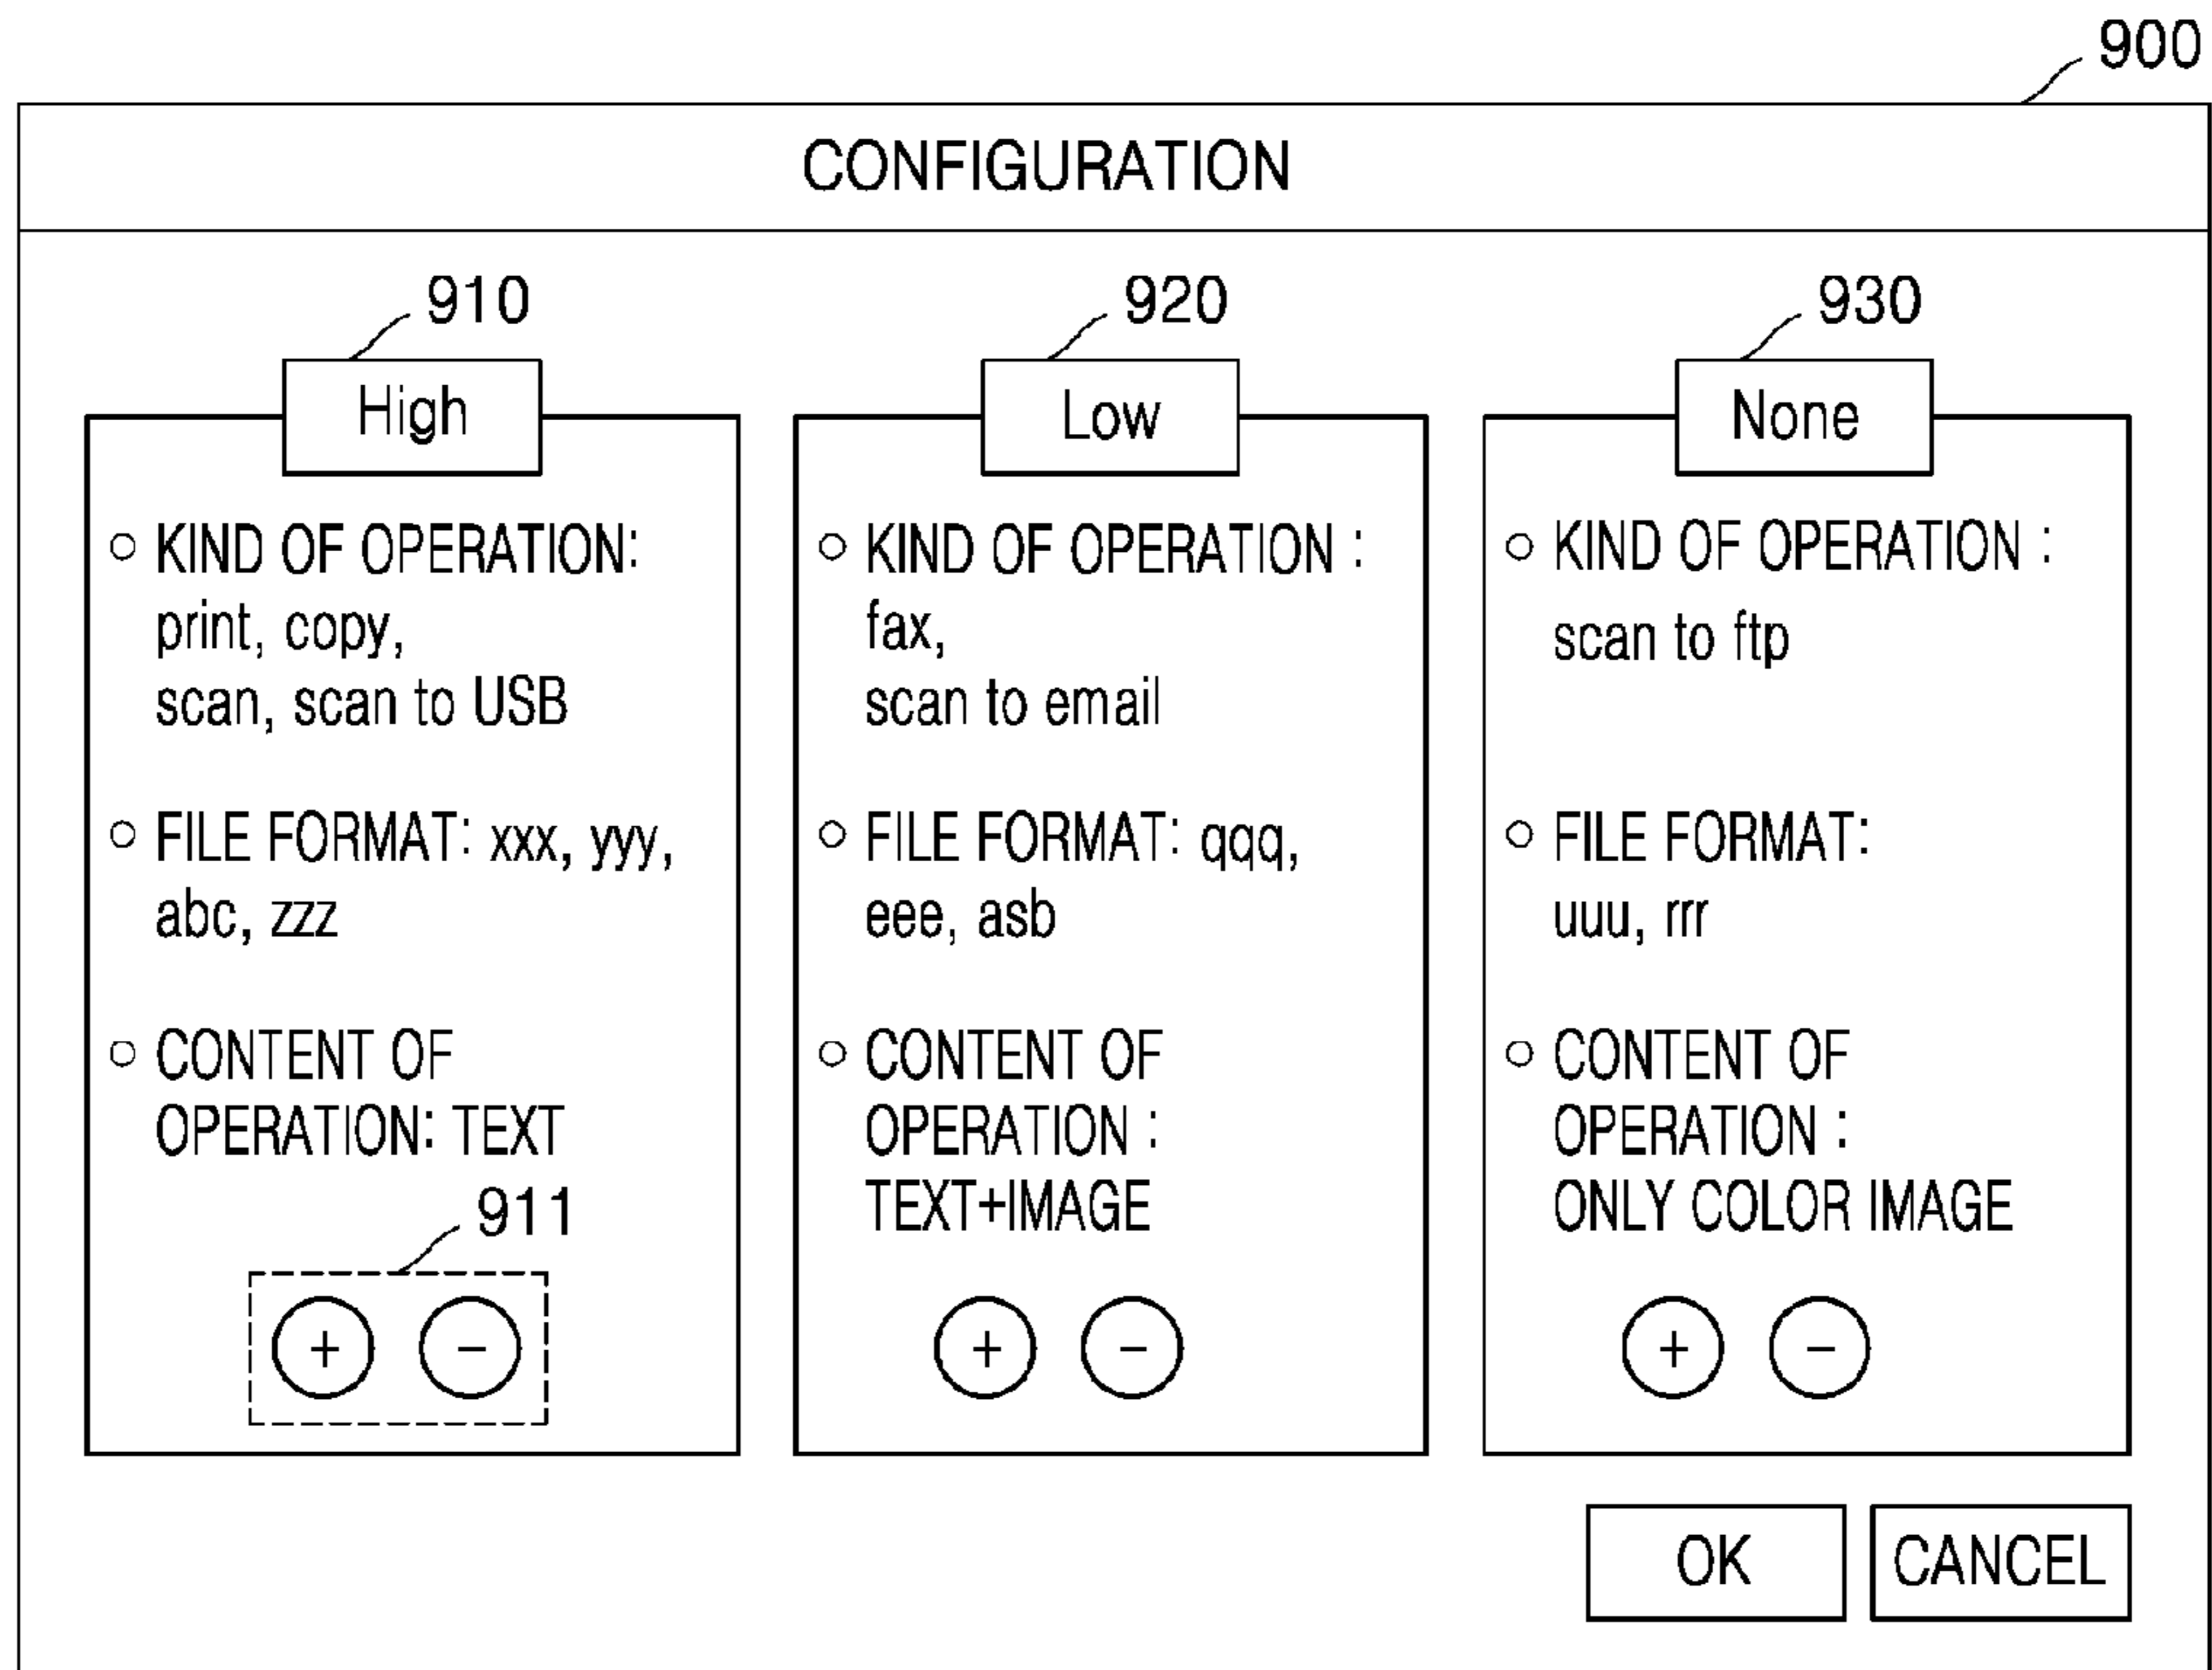 900
CONFIGURATION
910
High
○ KIND OF OPERATION:
print, copy,
scan, scan to USB
○ FILE FORMAT: xxx, yyy,
abc, zzz
○ CONTENT OF
OPERATION: TEXT
911
+ −
920
Low
○ KIND OF OPERATION :
fax,
scan to email
○ FILE FORMAT: qqq,
eee, asb
○ CONTENT OF
OPERATION :
TEXT+IMAGE
+ −
930
None
○ KIND OF OPERATION :
scan to ftp
○ FILE FORMAT:
uuu, rrr
○ CONTENT OF
OPERATION :
ONLY COLOR IMAGE
+ −
OK CANCEL